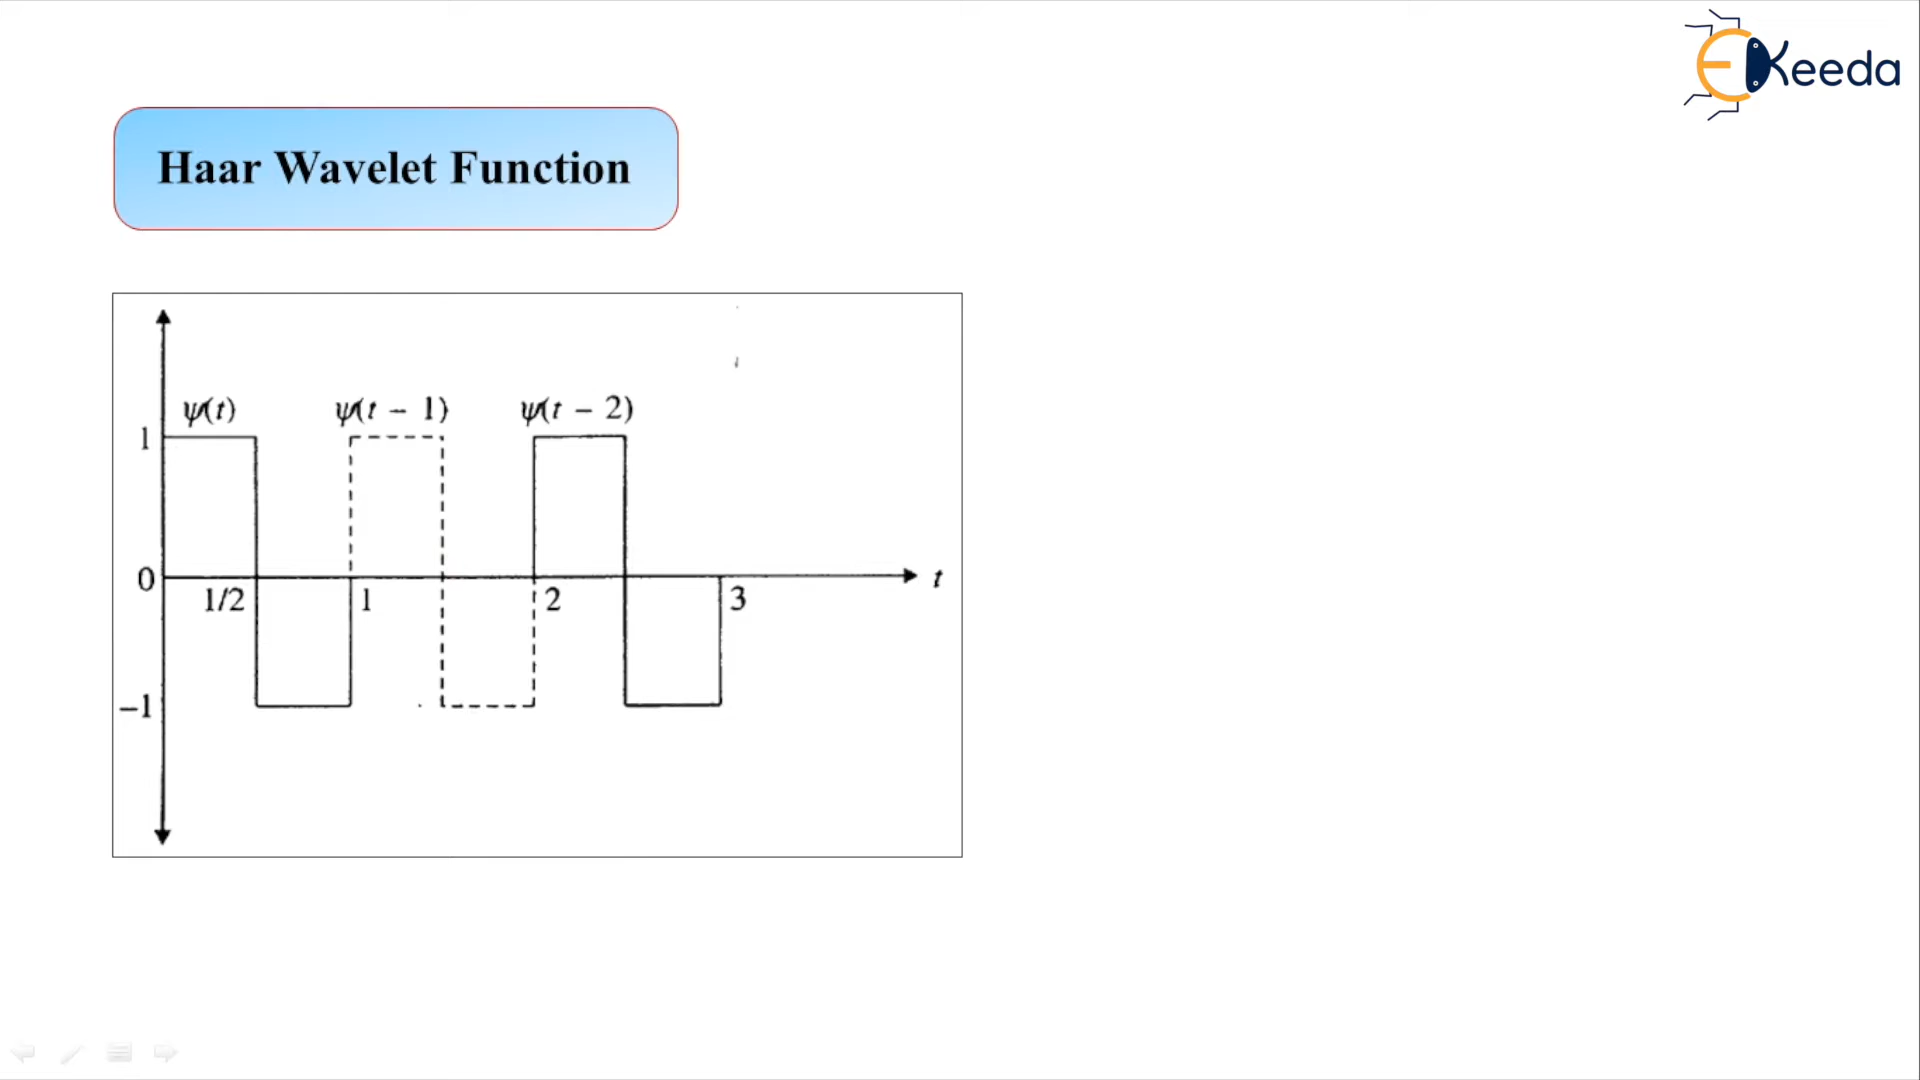 EKeeda
Haar Wavelet Function
ψ(t) ψ(t − 1) ψ(t − 2)
1
0
1/2 1 2 3 t
−1